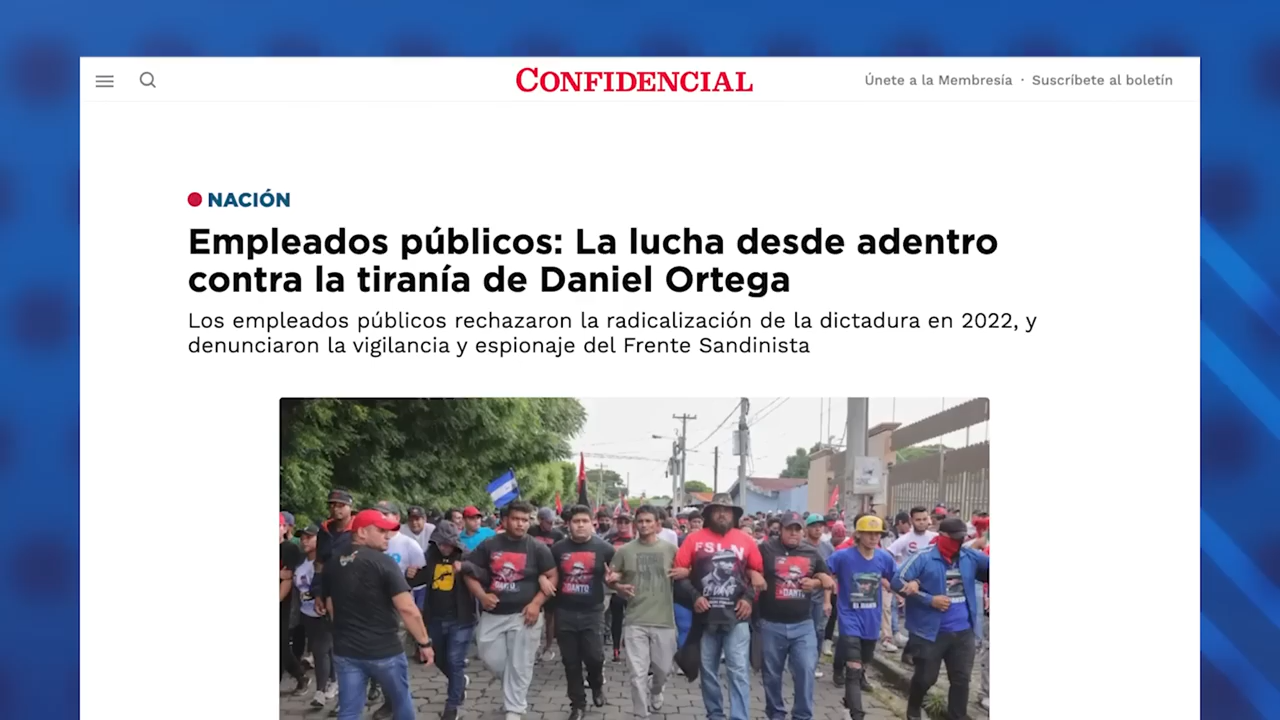 CONFIDENCIAL
Únete a la Membresía · Suscríbete al boletín
NACIÓN
Empleados públicos: La lucha desde adentro
contra la tiranía de Daniel Ortega
Los empleados públicos rechazaron la radicalización de la dictadura en 2022, y
denunciaron la vigilancia y espionaje del Frente Sandinista
FSLN
DANTO